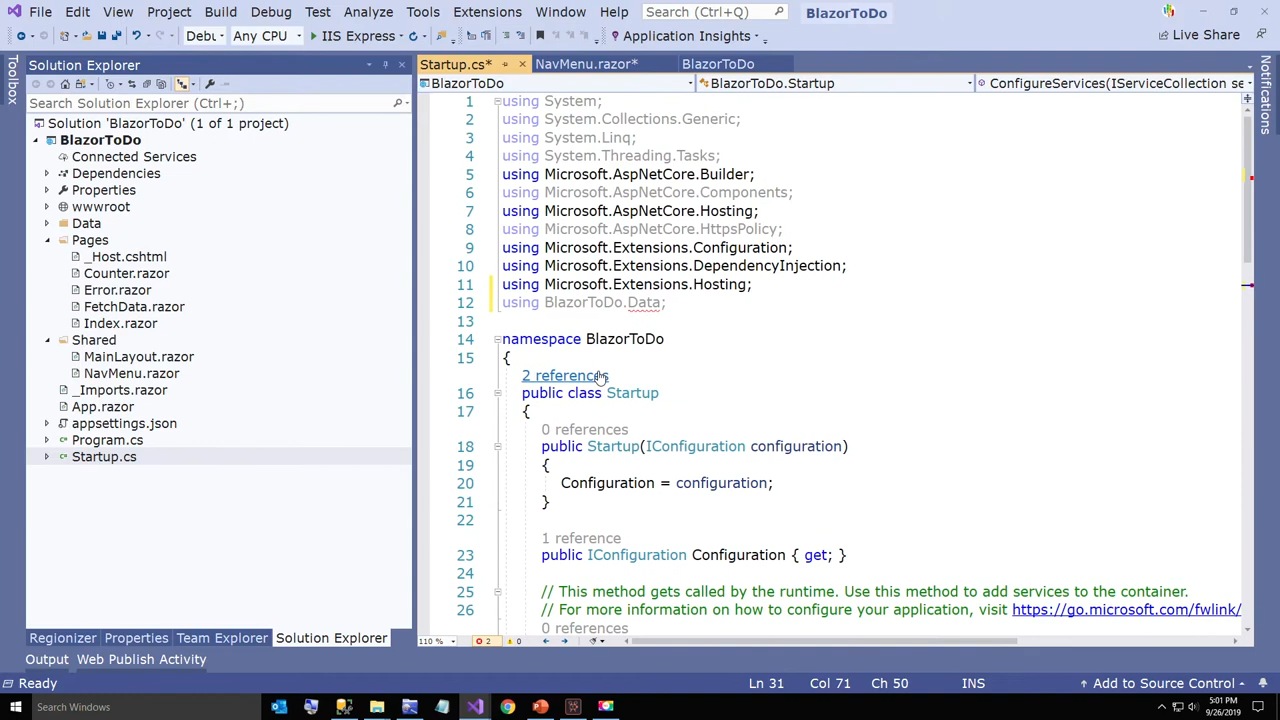 File Edit View Project Build Debug Test Analyze Tools Extensions Window Help Search (Ctrl+Q) BlazorToDo
Debu Any CPU IIS Express Application Insights Live Share
Toolbox
Solution Explorer
Search Solution Explorer (Ctrl+;)
Solution 'BlazorToDo' (1 of 1 project)
BlazorToDo
Connected Services
Dependencies
Properties
wwwroot
Data
Pages
_Host.cshtml
Counter.razor
Error.razor
FetchData.razor
Index.razor
Shared
MainLayout.razor
NavMenu.razor
_Imports.razor
App.razor
appsettings.json
Program.cs
Startup.cs
Regionizer Properties Team Explorer Solution Explorer
Output Web Publish Activity
Startup.cs* NavMenu.razor* BlazorToDo
BlazorToDo BlazorToDo.Startup ConfigureServices(IServiceCollection se
1 using System;
2 using System.Collections.Generic;
3 using System.Linq;
4 using System.Threading.Tasks;
5 using Microsoft.AspNetCore.Builder;
6 using Microsoft.AspNetCore.Components;
7 using Microsoft.AspNetCore.Hosting;
8 using Microsoft.AspNetCore.HttpsPolicy;
9 using Microsoft.Extensions.Configuration;
10 using Microsoft.Extensions.DependencyInjection;
11 using Microsoft.Extensions.Hosting;
12 using BlazorToDo.Data;
13
14 namespace BlazorToDo
15 {
2 references
16 public class Startup
17 {
0 references
18 public Startup(IConfiguration configuration)
19 {
20 Configuration = configuration;
21 }
22
1 reference
23 public IConfiguration Configuration { get; }
24
25 // This method gets called by the runtime. Use this method to add services to the container.
26 // For more information on how to configure your application, visit https://go.microsoft.com/fwlink/
0 references
110 % 2 0
Notifications
Ready Ln 31 Col 71 Ch 50 INS Add to Source Control
Search Windows
5:01 PM
9/26/2019